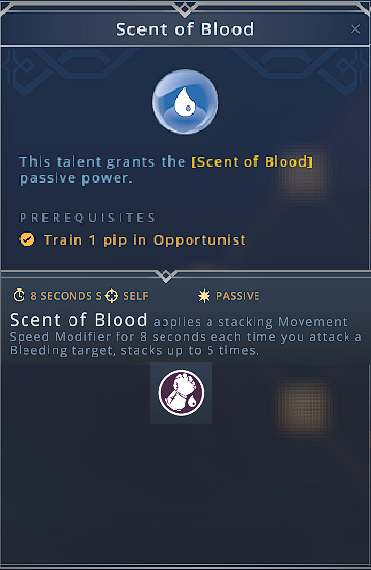 Scent of Blood
This talent grants the [Scent of Blood]
passive power.
PREREQUISITES
Train 1 pip in Opportunist
8 SECONDS S SELF PASSIVE
Scent of Blood applies a stacking Movement
Speed Modifier for 8 seconds each time you attack a
Bleeding target, stacks up to 5 times.